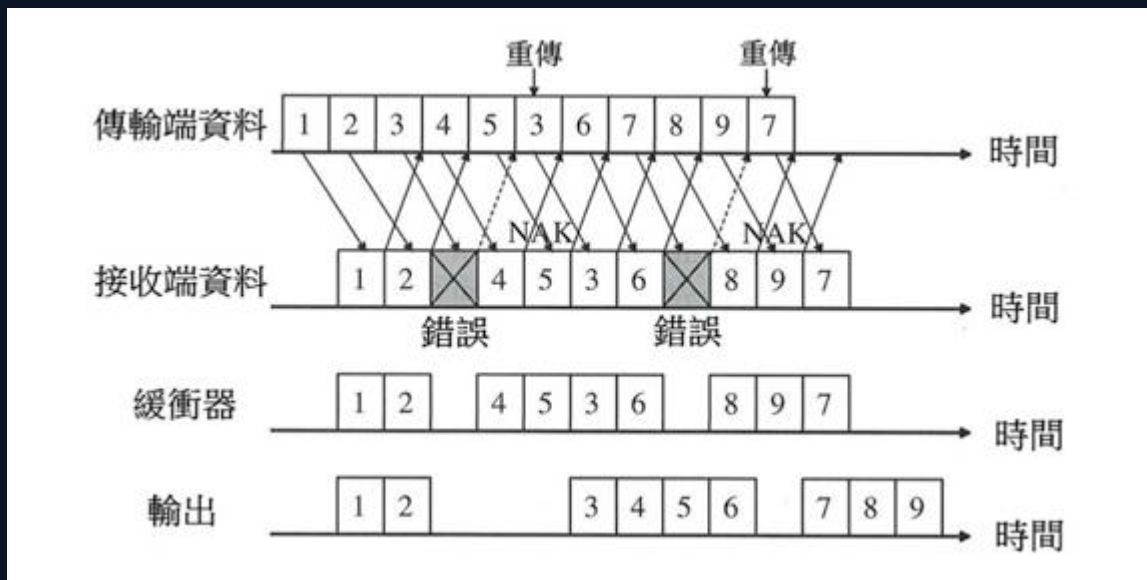 重傳 重傳
傳輸端資料 1 2 3 4 5 3 6 7 8 9 7
時間
NAK NAK
接收端資料 1 2 4 5 3 6 8 9 7
時間
錯誤 錯誤
緩衝器 1 2 4 5 3 6 8 9 7
時間
輸出 1 2 3 4 5 6 7 8 9
時間